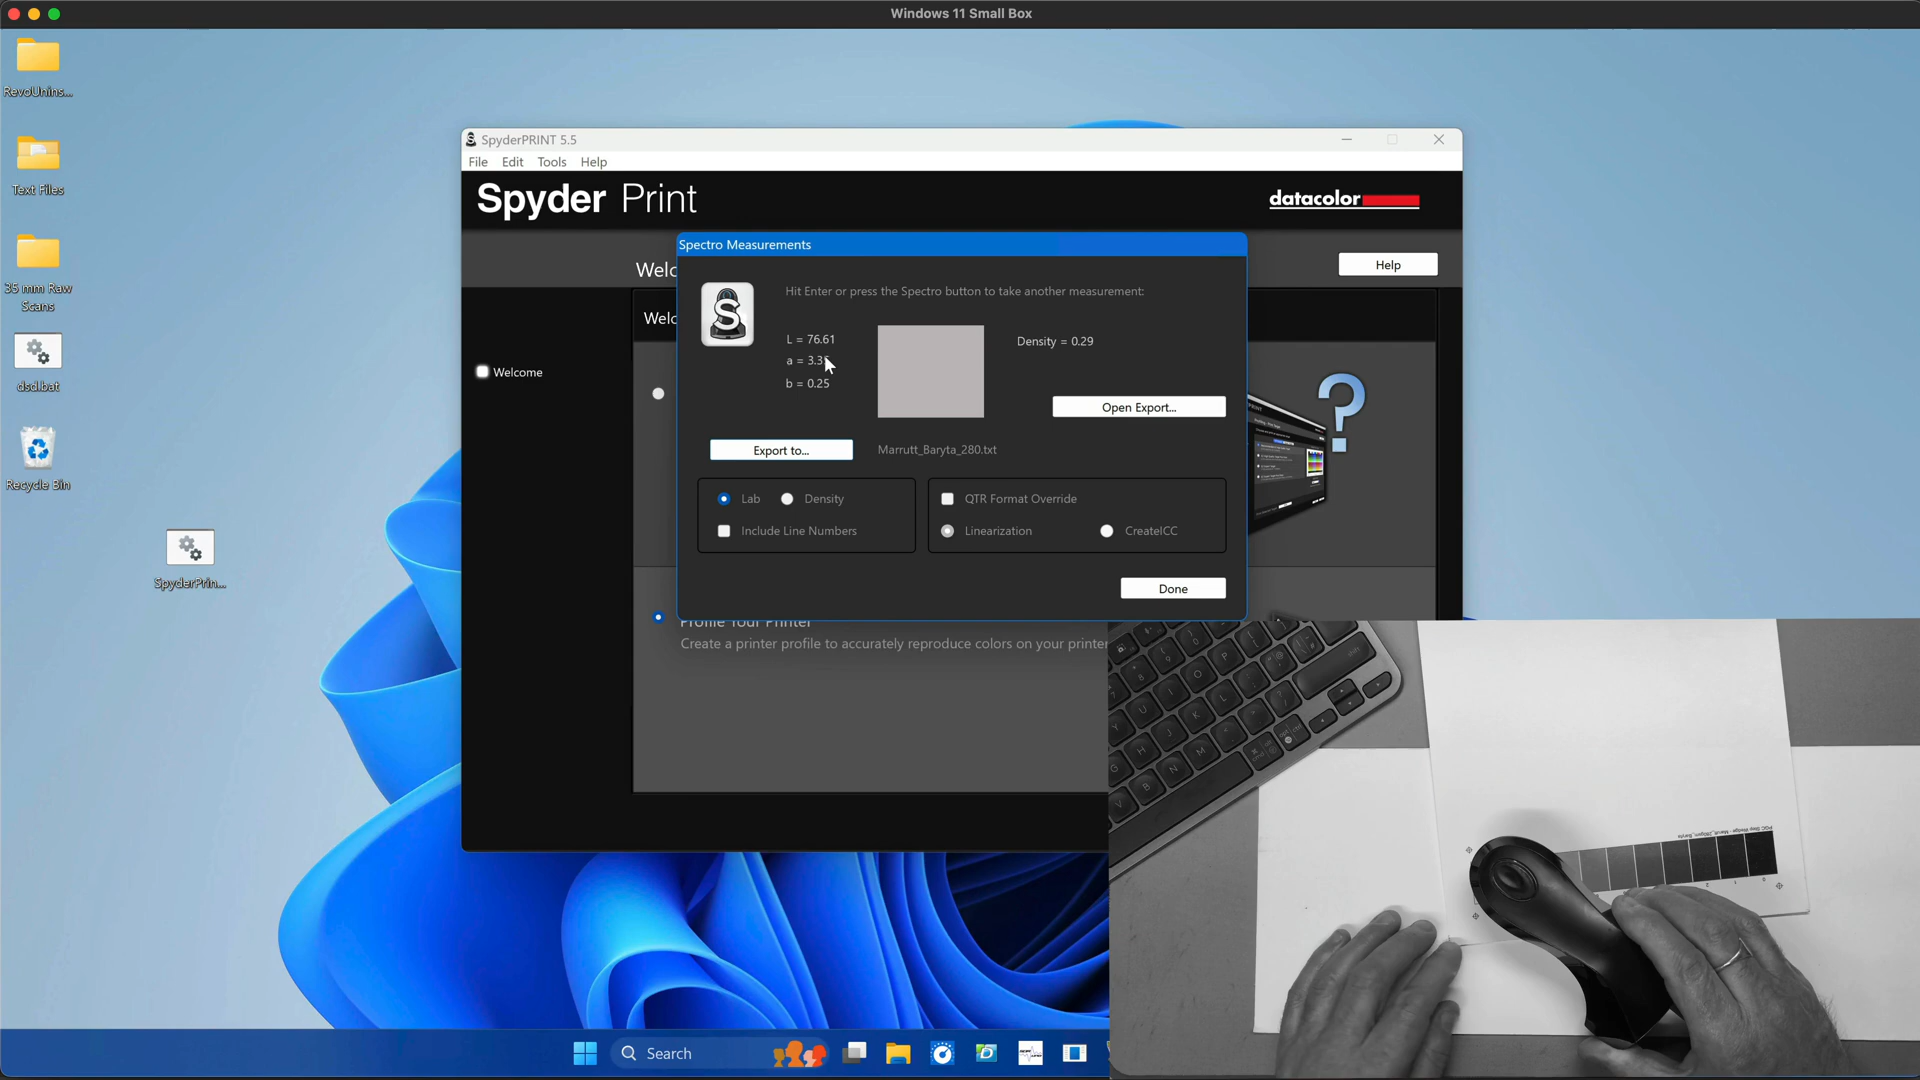 Windows 11 Small Box
RevoUnins...
Text Files
35 mm Raw
Scans
dsd.bat
Recycle Bin
SpyderPrin...
SpyderPRINT 5.5
File Edit Tools Help
Spyder Print
datacolor
Welc
Help
Welc
Welcome
Spectro Measurements
Hit Enter or press the Spectro button to take another measurement:
L = 76.61
a = 3.35
b = 0.25
Density = 0.29
Open Export...
Export to...
Marrutt_Baryta_280.txt
Lab
Density
QTR Format Override
Include Line Numbers
Linearization
CreateICC
Done
Profile Your Printer
Create a printer profile to accurately reproduce colors on your printer
Search